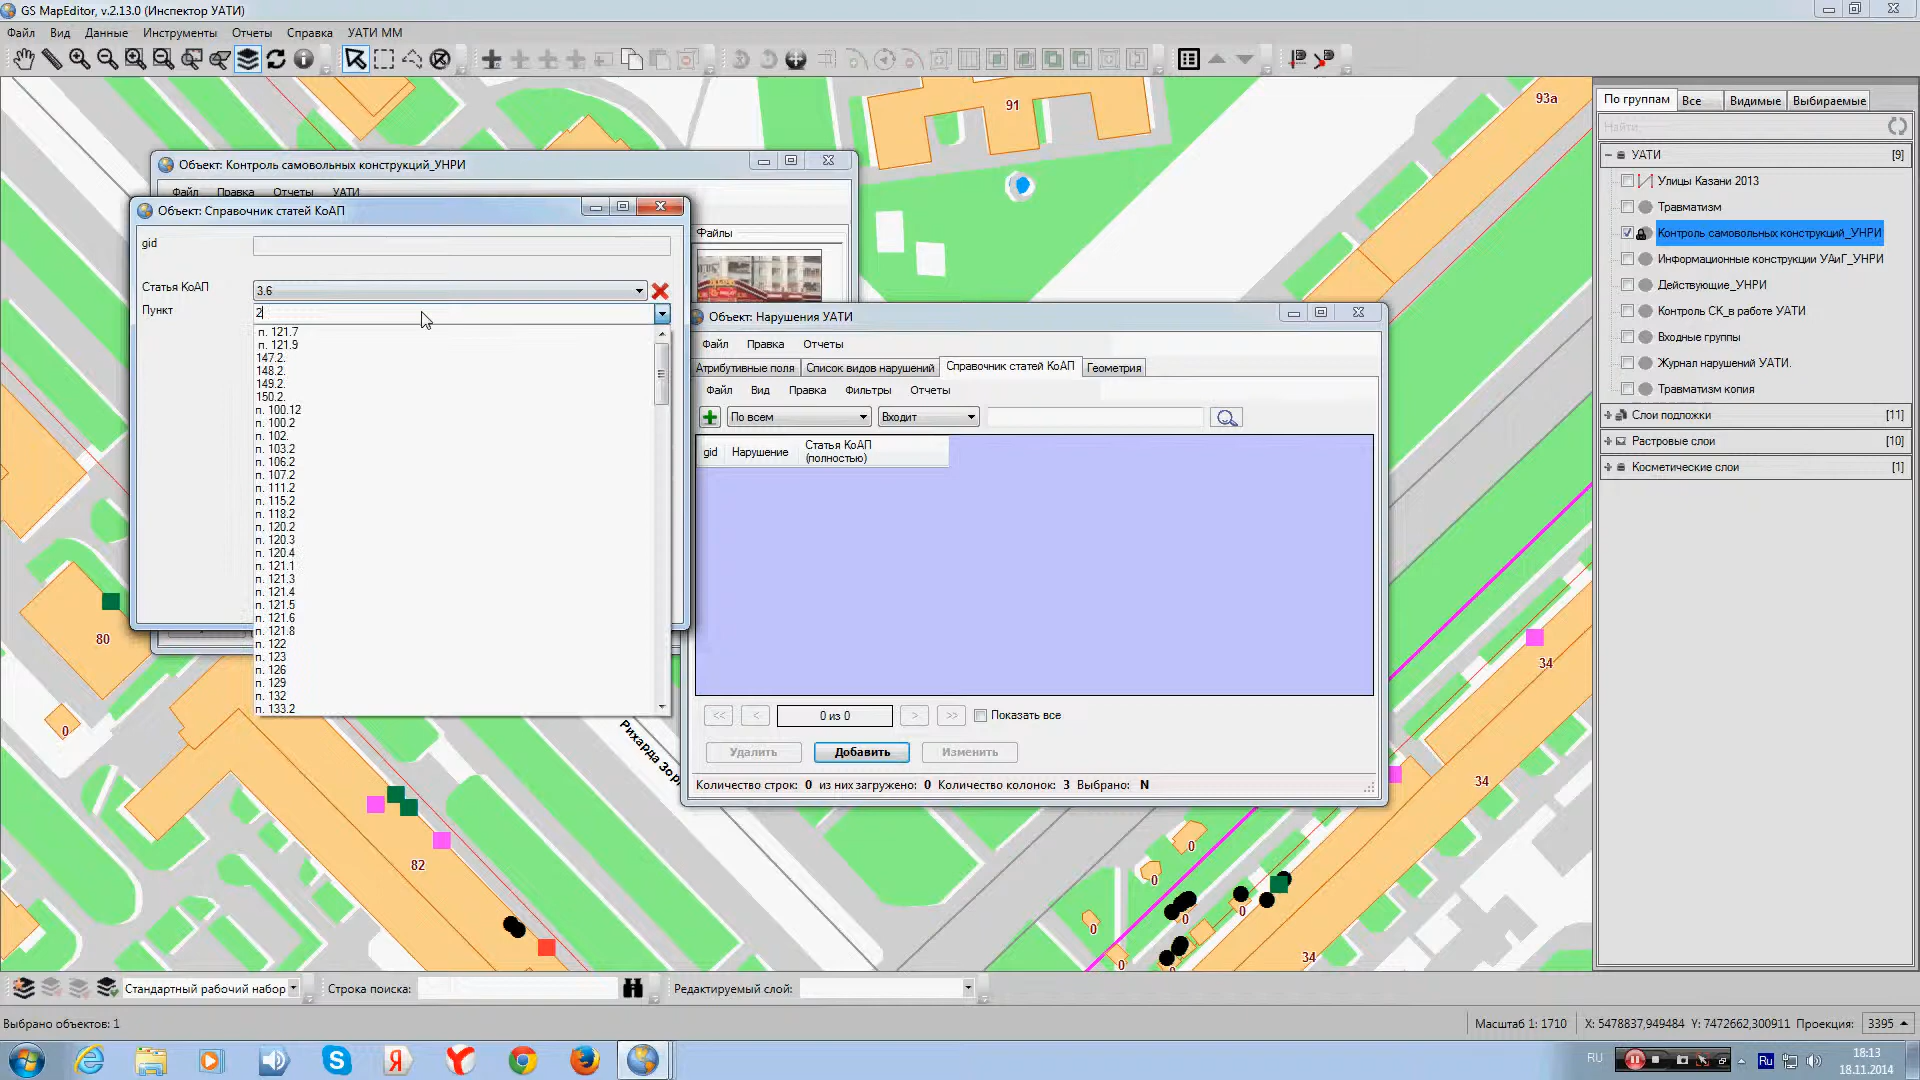 GS MapEditor, v.2.13.0 (Инспектор УАТИ)
Файл Вид Данные Инструменты Отчеты Справка УАТИ ММ
91
93а
80
0
82
34
34
34
0
0
0
0
0
0
Рихарда Зор
Объект: Контроль самовольных конструкций_УНРИ
Файл Правка Отчеты УАТИ
Файлы
Объект: Справочник статей КоАП
gid
Статья КоАП 3.6
Пункт 2
п. 121.7
п. 121.9
147.2.
148.2.
149.2.
150.2.
п. 100.12
п. 100.2
п. 102.
п. 103.2
п. 106.2
п. 107.2
п. 111.2
п. 115.2
п. 118.2
п. 120.2
п. 120.3
п. 120.4
п. 121.1
п. 121.3
п. 121.4
п. 121.5
п. 121.6
п. 121.8
п. 122
п. 123
п. 126
п. 129
п. 132
п. 133.2
Объект: Нарушения УАТИ
Файл Правка Отчеты
Атрибутивные поля Список видов нарушений Справочник статей КоАП Геометрия
Файл Вид Правка Фильтры Отчеты
По всем Входит
gid Нарушение Статья КоАП
(полностью)
<< < 0 из 0 > >> Показать все
Удалить Добавить Изменить
Количество строк: 0 из них загружено: 0 Количество колонок: 3 Выбрано: N
По группам Все Видимые Выбираемые
Найти
УАТИ [9]
Улицы Казани 2013
Травматизм
Контроль самовольных конструкций_УНРИ
Информационные конструкции УАиГ_УНРИ
Действующие_УНРИ
Контроль СК_в работе УАТИ
Входные группы
Журнал нарушений УАТИ.
Травматизм копия
Слои подложки [11]
Растровые слои [10]
Косметические слои [1]
Стандартный рабочий набор Строка поиска: Редактируемый слой:
Выбрано объектов: 1
Масштаб 1: 1710 X: 5478837,949484 Y: 7472662,300911 Проекция: 3395
RU
Ru
18:13
18.11.2014